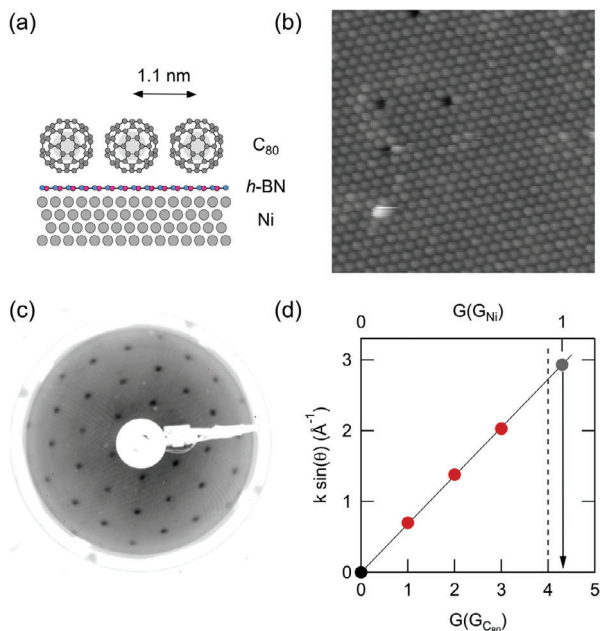 (a)
1.1 nm
C80
h-BN
Ni
(b)
(c)
(d)
G(GNi)
0 1
3
2
1
0
k sin(θ) (Å-1)
0 1 2 3 4 5
G(GC80)